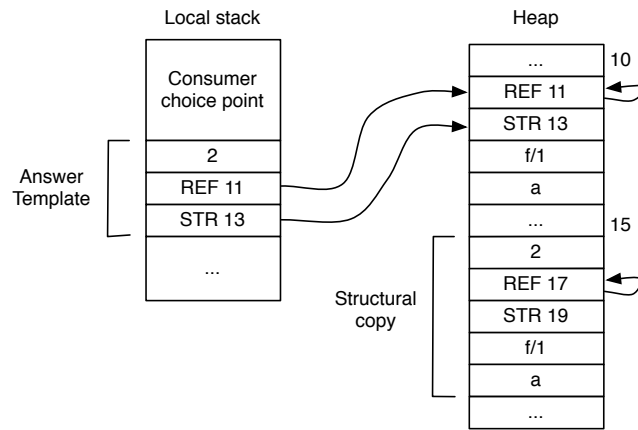 Local stack
Consumer
choice point
Answer
Template
2
REF 11
STR 13
...
Heap
... 10
REF 11
STR 13
f/1
a
... 15
Structural
copy
2
REF 17
STR 19
f/1
a
...